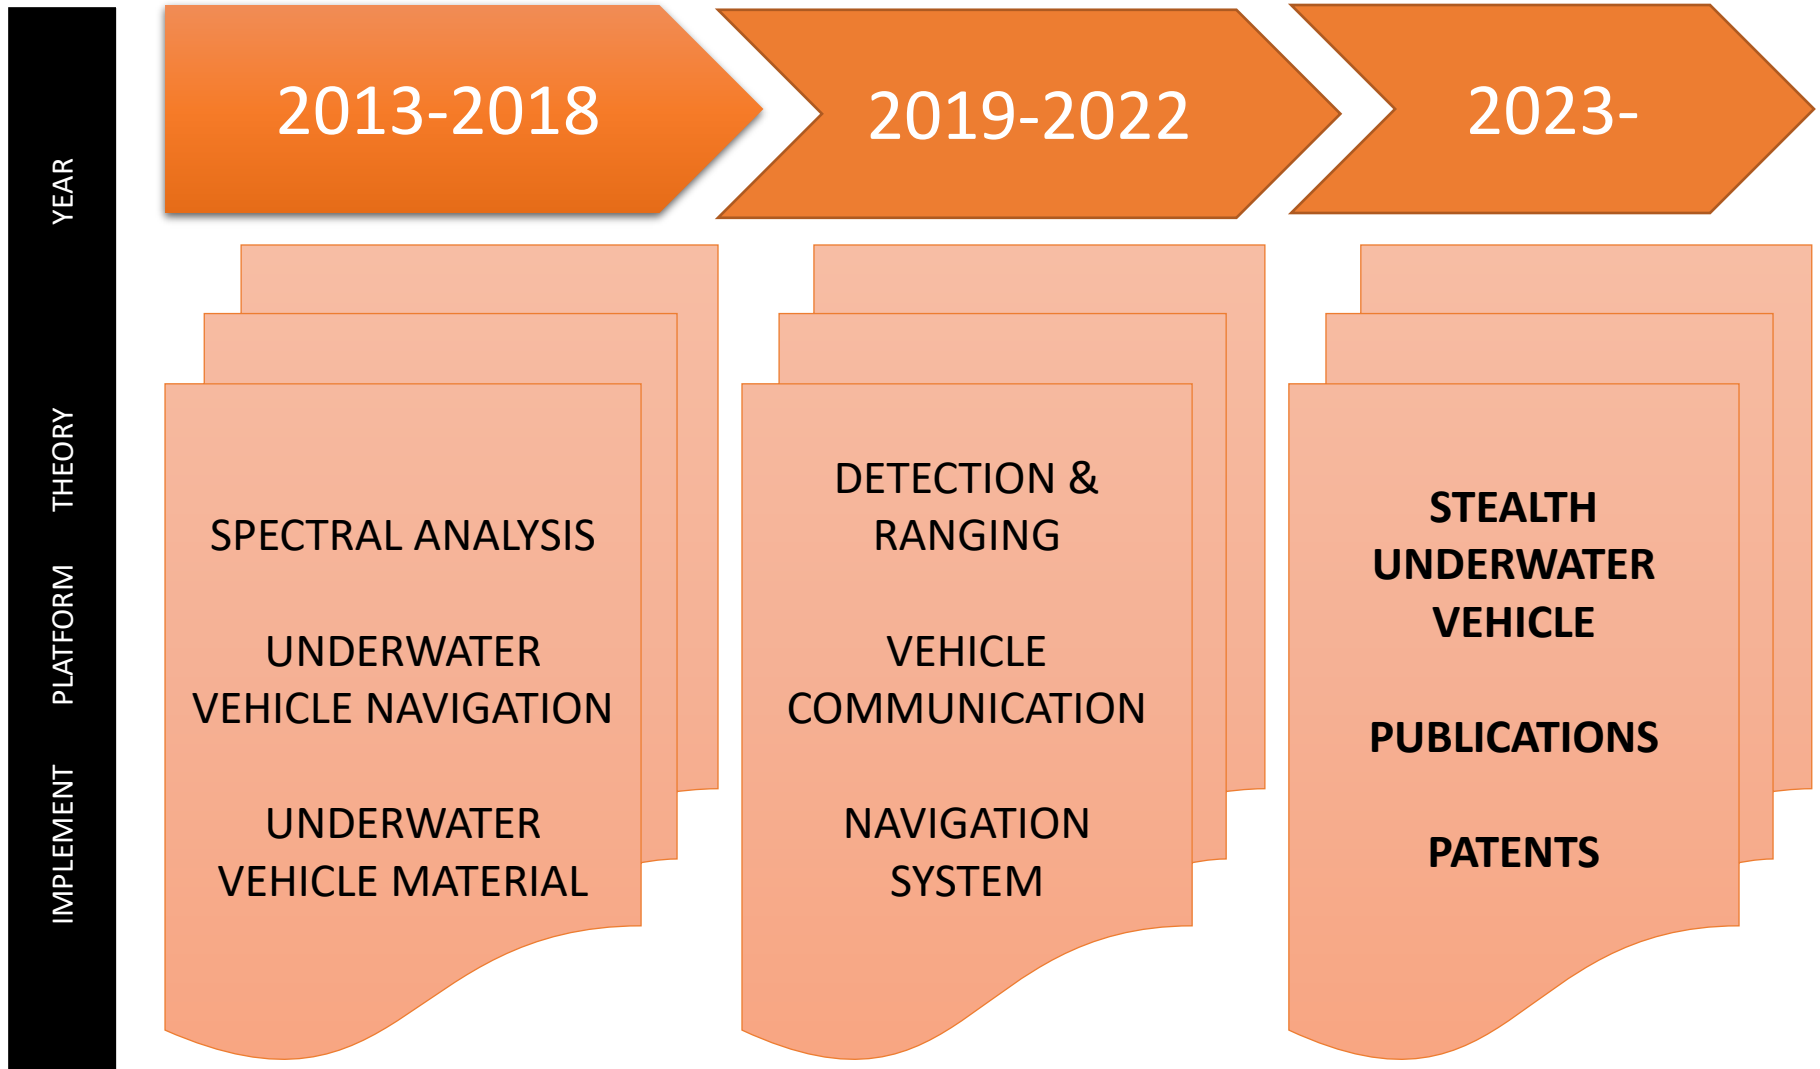 YEAR
2013-2018
2019-2022
2023-
THEORY
PLATFORM
IMPLEMENT
SPECTRAL ANALYSIS
UNDERWATER
VEHICLE NAVIGATION
UNDERWATER
VEHICLE MATERIAL
DETECTION &
RANGING
VEHICLE
COMMUNICATION
NAVIGATION
SYSTEM
STEALTH
UNDERWATER
VEHICLE
PUBLICATIONS
PATENTS